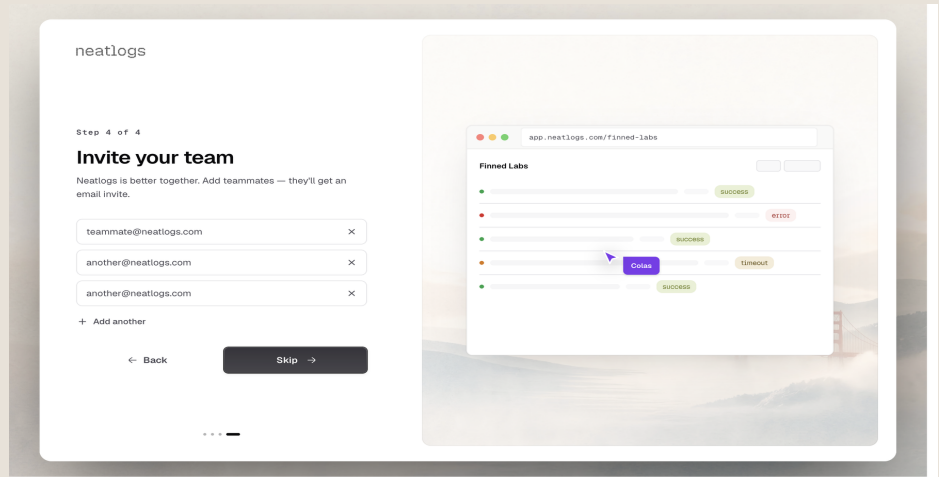 neatlogs
Step 4 of 4
Invite your team
Neatlogs is better together. Add teammates — they'll get an
email invite.
teammate@neatlogs.com
another@neatlogs.com
another@neatlogs.com
Add another
Back
Skip
app.neatlogs.com/finned-labs
Finned Labs
success
error
success
timeout
Colas
success